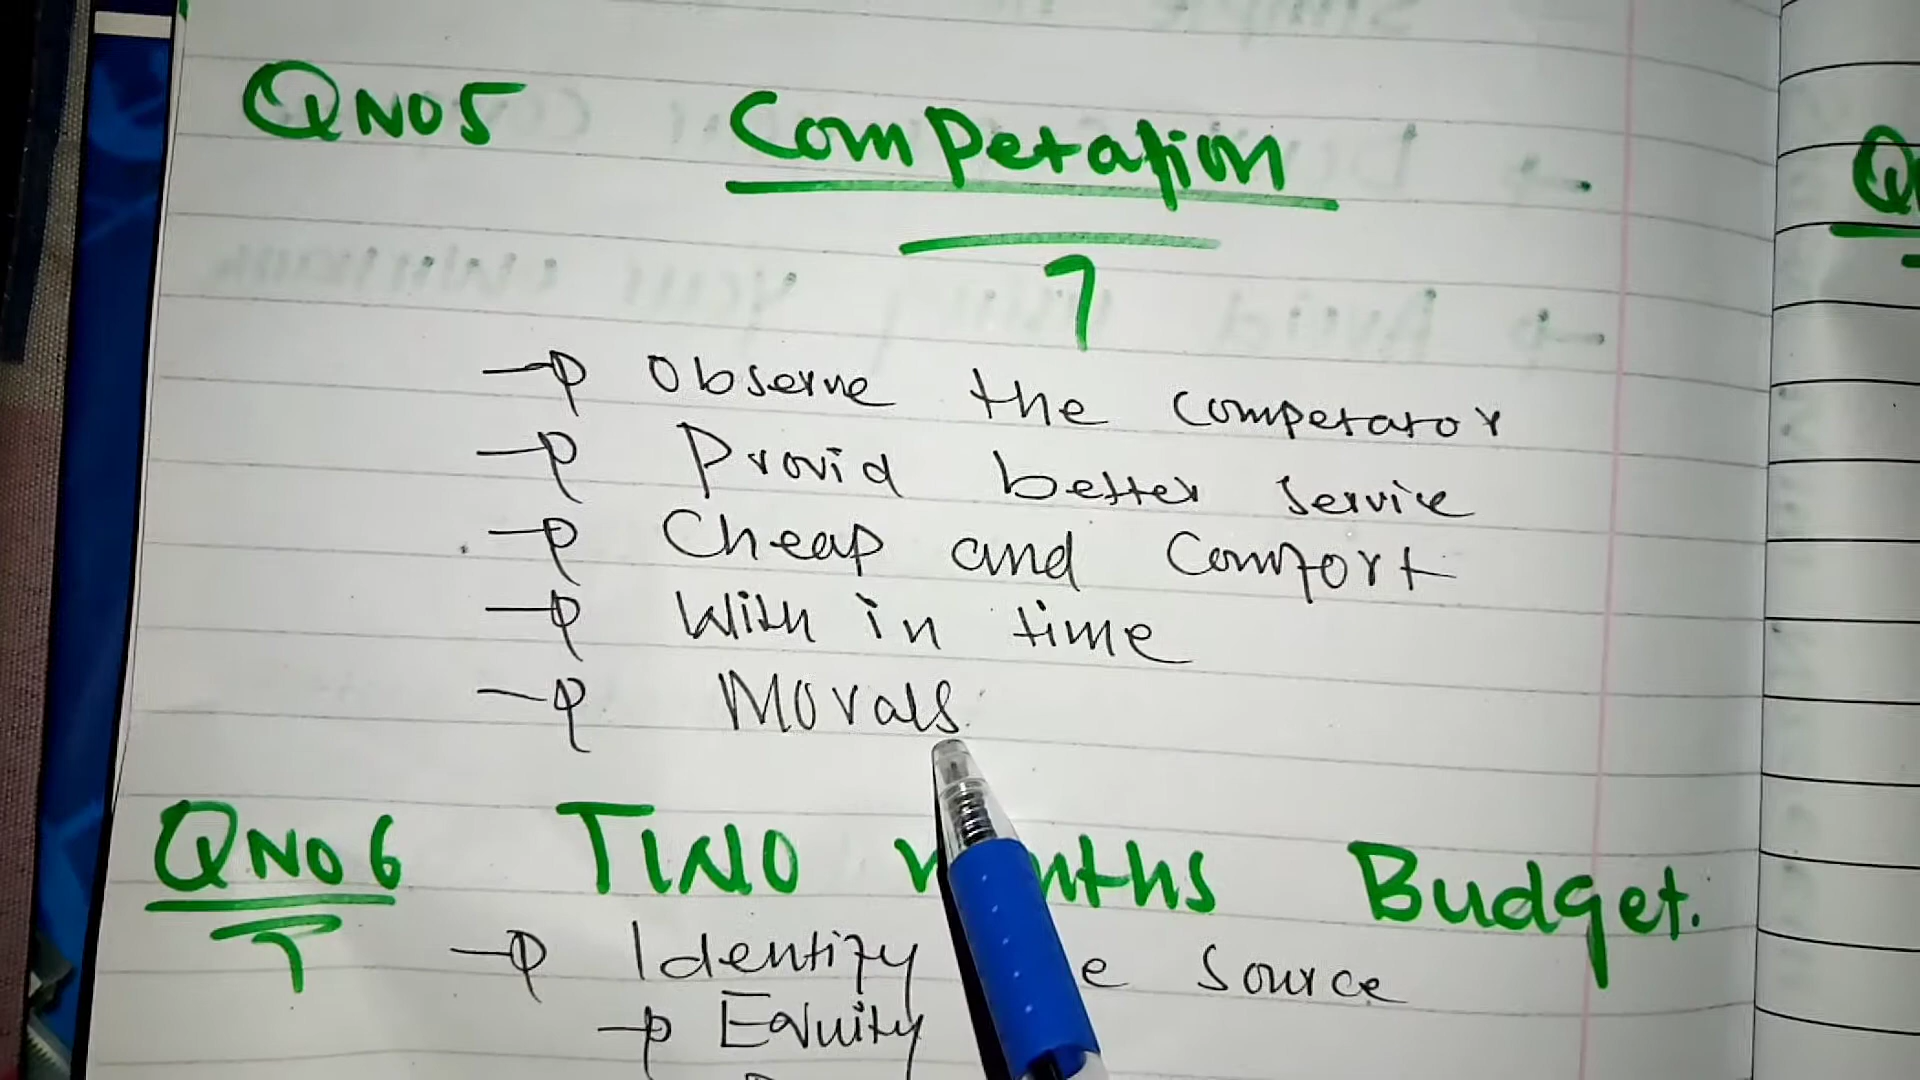 QNO5 Competation
Observe the competator
Provid better service
Cheap and Comfort
With in time
Morals
QNO6 Two months Budget.
Identify source
Equity